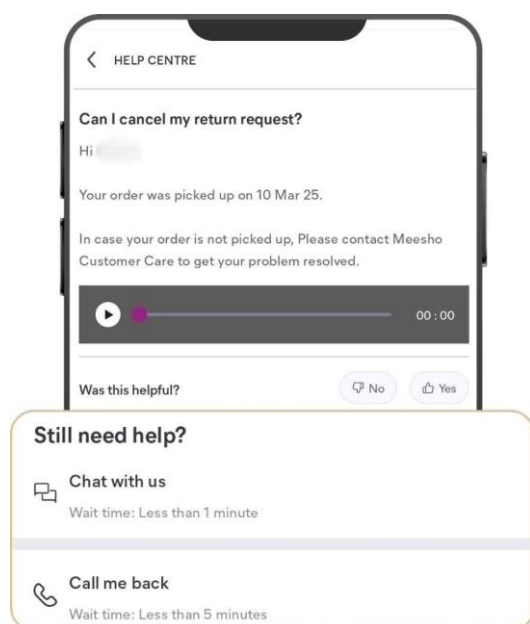 HELP CENTRE
Can I cancel my return request?
Hi
Your order was picked up on 10 Mar 25.
In case your order is not picked up, Please contact Meesho
Customer Care to get your problem resolved.
00:00
Was this helpful?
No
Yes
Still need help?
Chat with us
Wait time: Less than 1 minute
Call me back
Wait time: Less than 5 minutes